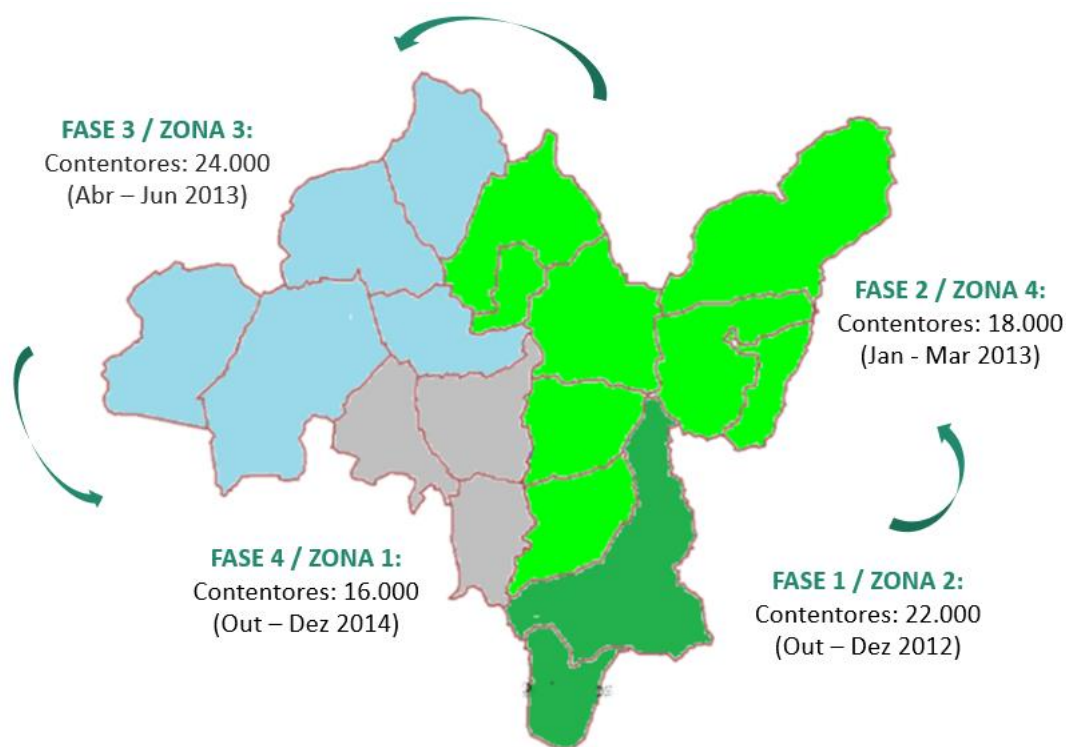 FASE 3 / ZONA 3:
Contentores: 24.000
(Abr – Jun 2013)
FASE 2 / ZONA 4:
Contentores: 18.000
(Jan - Mar 2013)
FASE 4 / ZONA 1:
Contentores: 16.000
(Out – Dez 2014)
FASE 1 / ZONA 2:
Contentores: 22.000
(Out – Dez 2012)